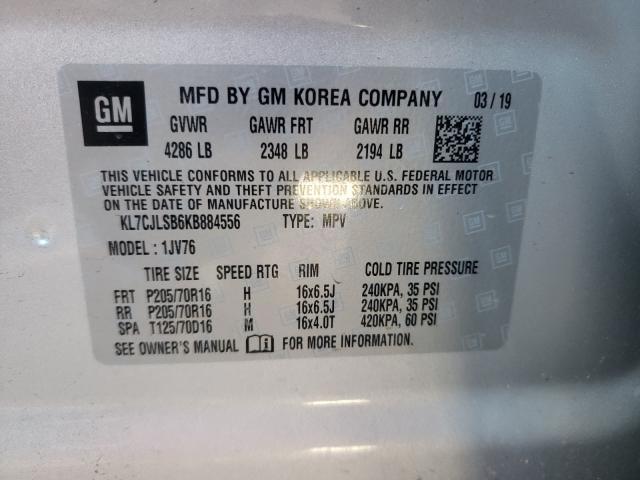 GM MFD BY GM KOREA COMPANY 03 / 19
GVWR GAWR FRT GAWR RR
4286 LB 2348 LB 2194 LB
THIS VEHICLE CONFORMS TO ALL APPLICABLE U.S. FEDERAL MOTOR
VEHICLE SAFETY AND THEFT PREVENTION STANDARDS IN EFFECT
ON THE DATE OF MANUFACTURE SHOWN ABOVE.
KL7CJLSB6KB884556 TYPE: MPV
MODEL : 1JV76
TIRE SIZE SPEED RTG RIM COLD TIRE PRESSURE
FRT P205/70R16 H 16x6.5J 240KPA, 35 PSI
RR P205/70R16 H 16x6.5J 240KPA, 35 PSI
SPA T125/70D16 M 16x4.0T 420KPA, 60 PSI
SEE OWNER'S MANUAL FOR MORE INFORMATION.